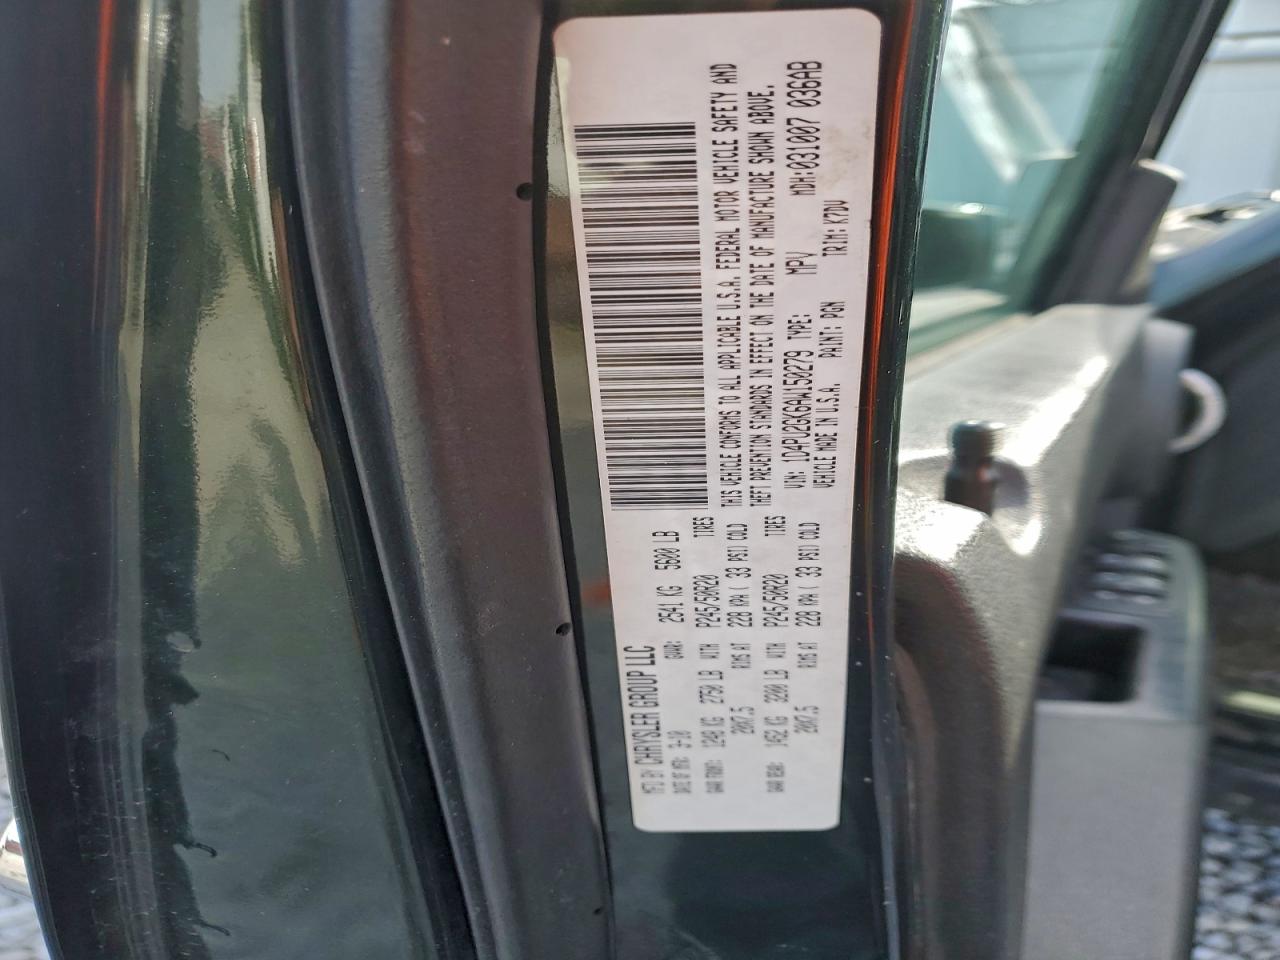 MFD BY CHRYSLER GROUP LLC
DATE OF MFR: 3-10 GVWR: 2541 KG 5600 LB
GAWR FRONT: 1248 KG 2750 LB WITH P245/50R20 TIRES
20X7.5 RIMS AT 228 KPA ( 33 PSI) COLD
GAWR REAR: 1452 KG 3200 LB WITH P245/50R20 TIRES
20X7.5 RIMS AT 228 KPA ( 33 PSI) COLD
THIS VEHICLE CONFORMS TO ALL APPLICABLE U.S.A. FEDERAL MOTOR VEHICLE SAFETY AND
THEFT PREVENTION STANDARDS IN EFFECT ON THE DATE OF MANUFACTURE SHOWN ABOVE.
VIN: 1D4PU2GK6AW150279 TYPE: MPV MDH:031007 036AB
VEHICLE MADE IN U.S.A. PAINT: PGN TRIM: K7DV